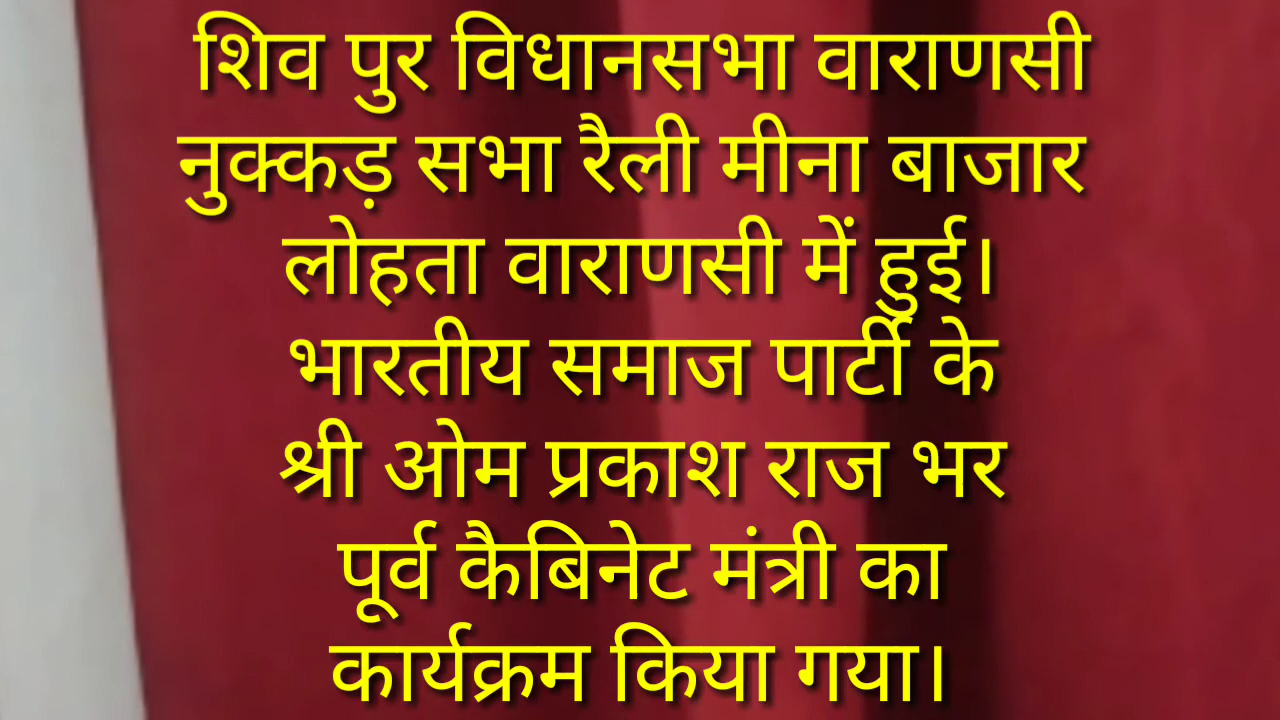 शिव पुर विधानसभा वाराणसी
नुक्कड़ सभा रैली मीना बाजार
लोहता वाराणसी में हुई।
भारतीय समाज पार्टी के
श्री ओम प्रकाश राज भर
पूर्व कैबिनेट मंत्री का
कार्यक्रम किया गया।